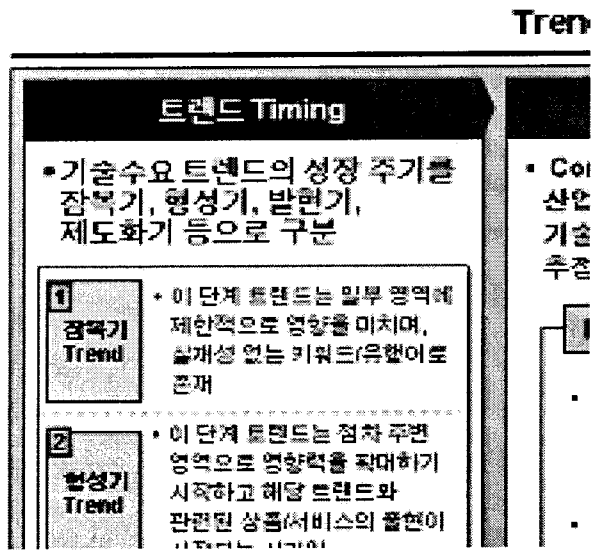 Tren
트렌드 Timing
•기술수요 트렌드의 성장 주기를
잠복기, 형성기, 발현기,
제도화기 등으로 구분
1
잠복기
Trend
• 이 단계 트렌드는 일부 영역에
제한적으로 영향을 미치며,
실재성 없는 키워드/유행어로
존재
2
형성기
Trend
• 이 단계 트렌드는 점차 주변
영역으로 영향력을 확대하기
시작하고 해당 트렌드와
관련된 상품/서비스의 출현이
• Co
산업
기술
추정